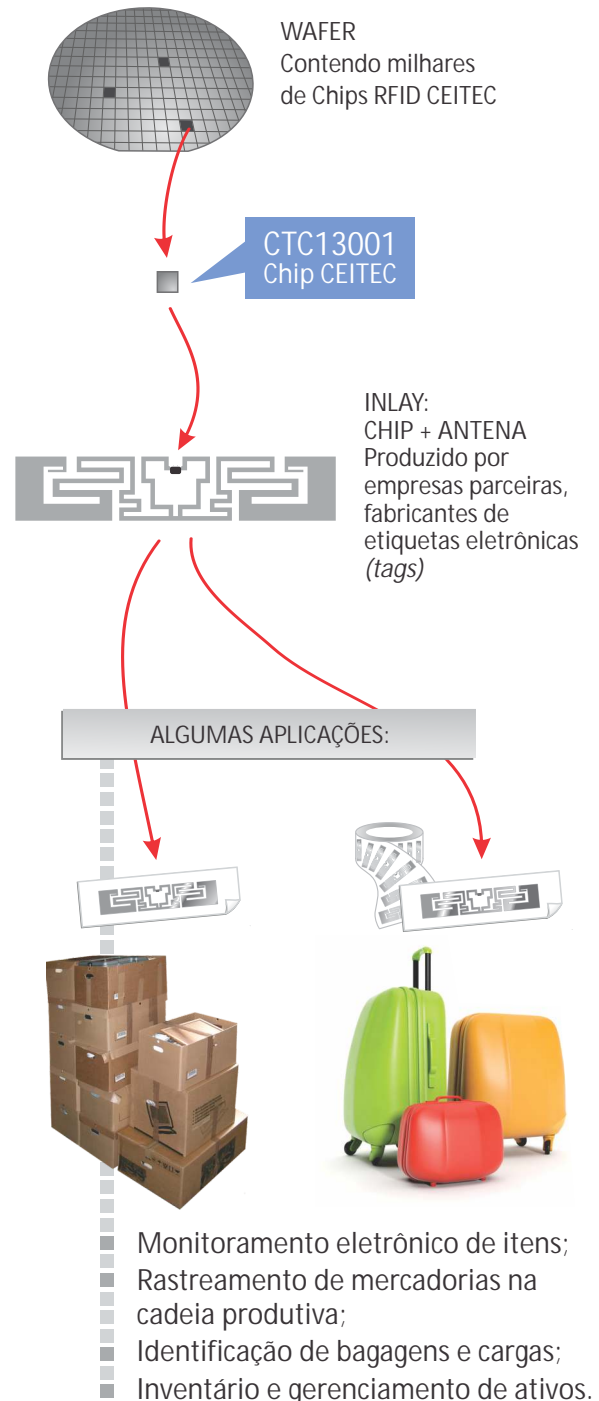 WAFER
Contendo milhares
de Chips RFID CEITEC
CTC13001
Chip CEITEC
INLAY:
CHIP + ANTENA
Produzido por
empresas parceiras,
fabricantes de
etiquetas eletrônicas
(tags)
ALGUMAS APLICAÇÕES:
Monitoramento eletrônico de itens;
Rastreamento de mercadorias na
cadeia produtiva;
Identificação de bagagens e cargas;
Inventário e gerenciamento de ativos.